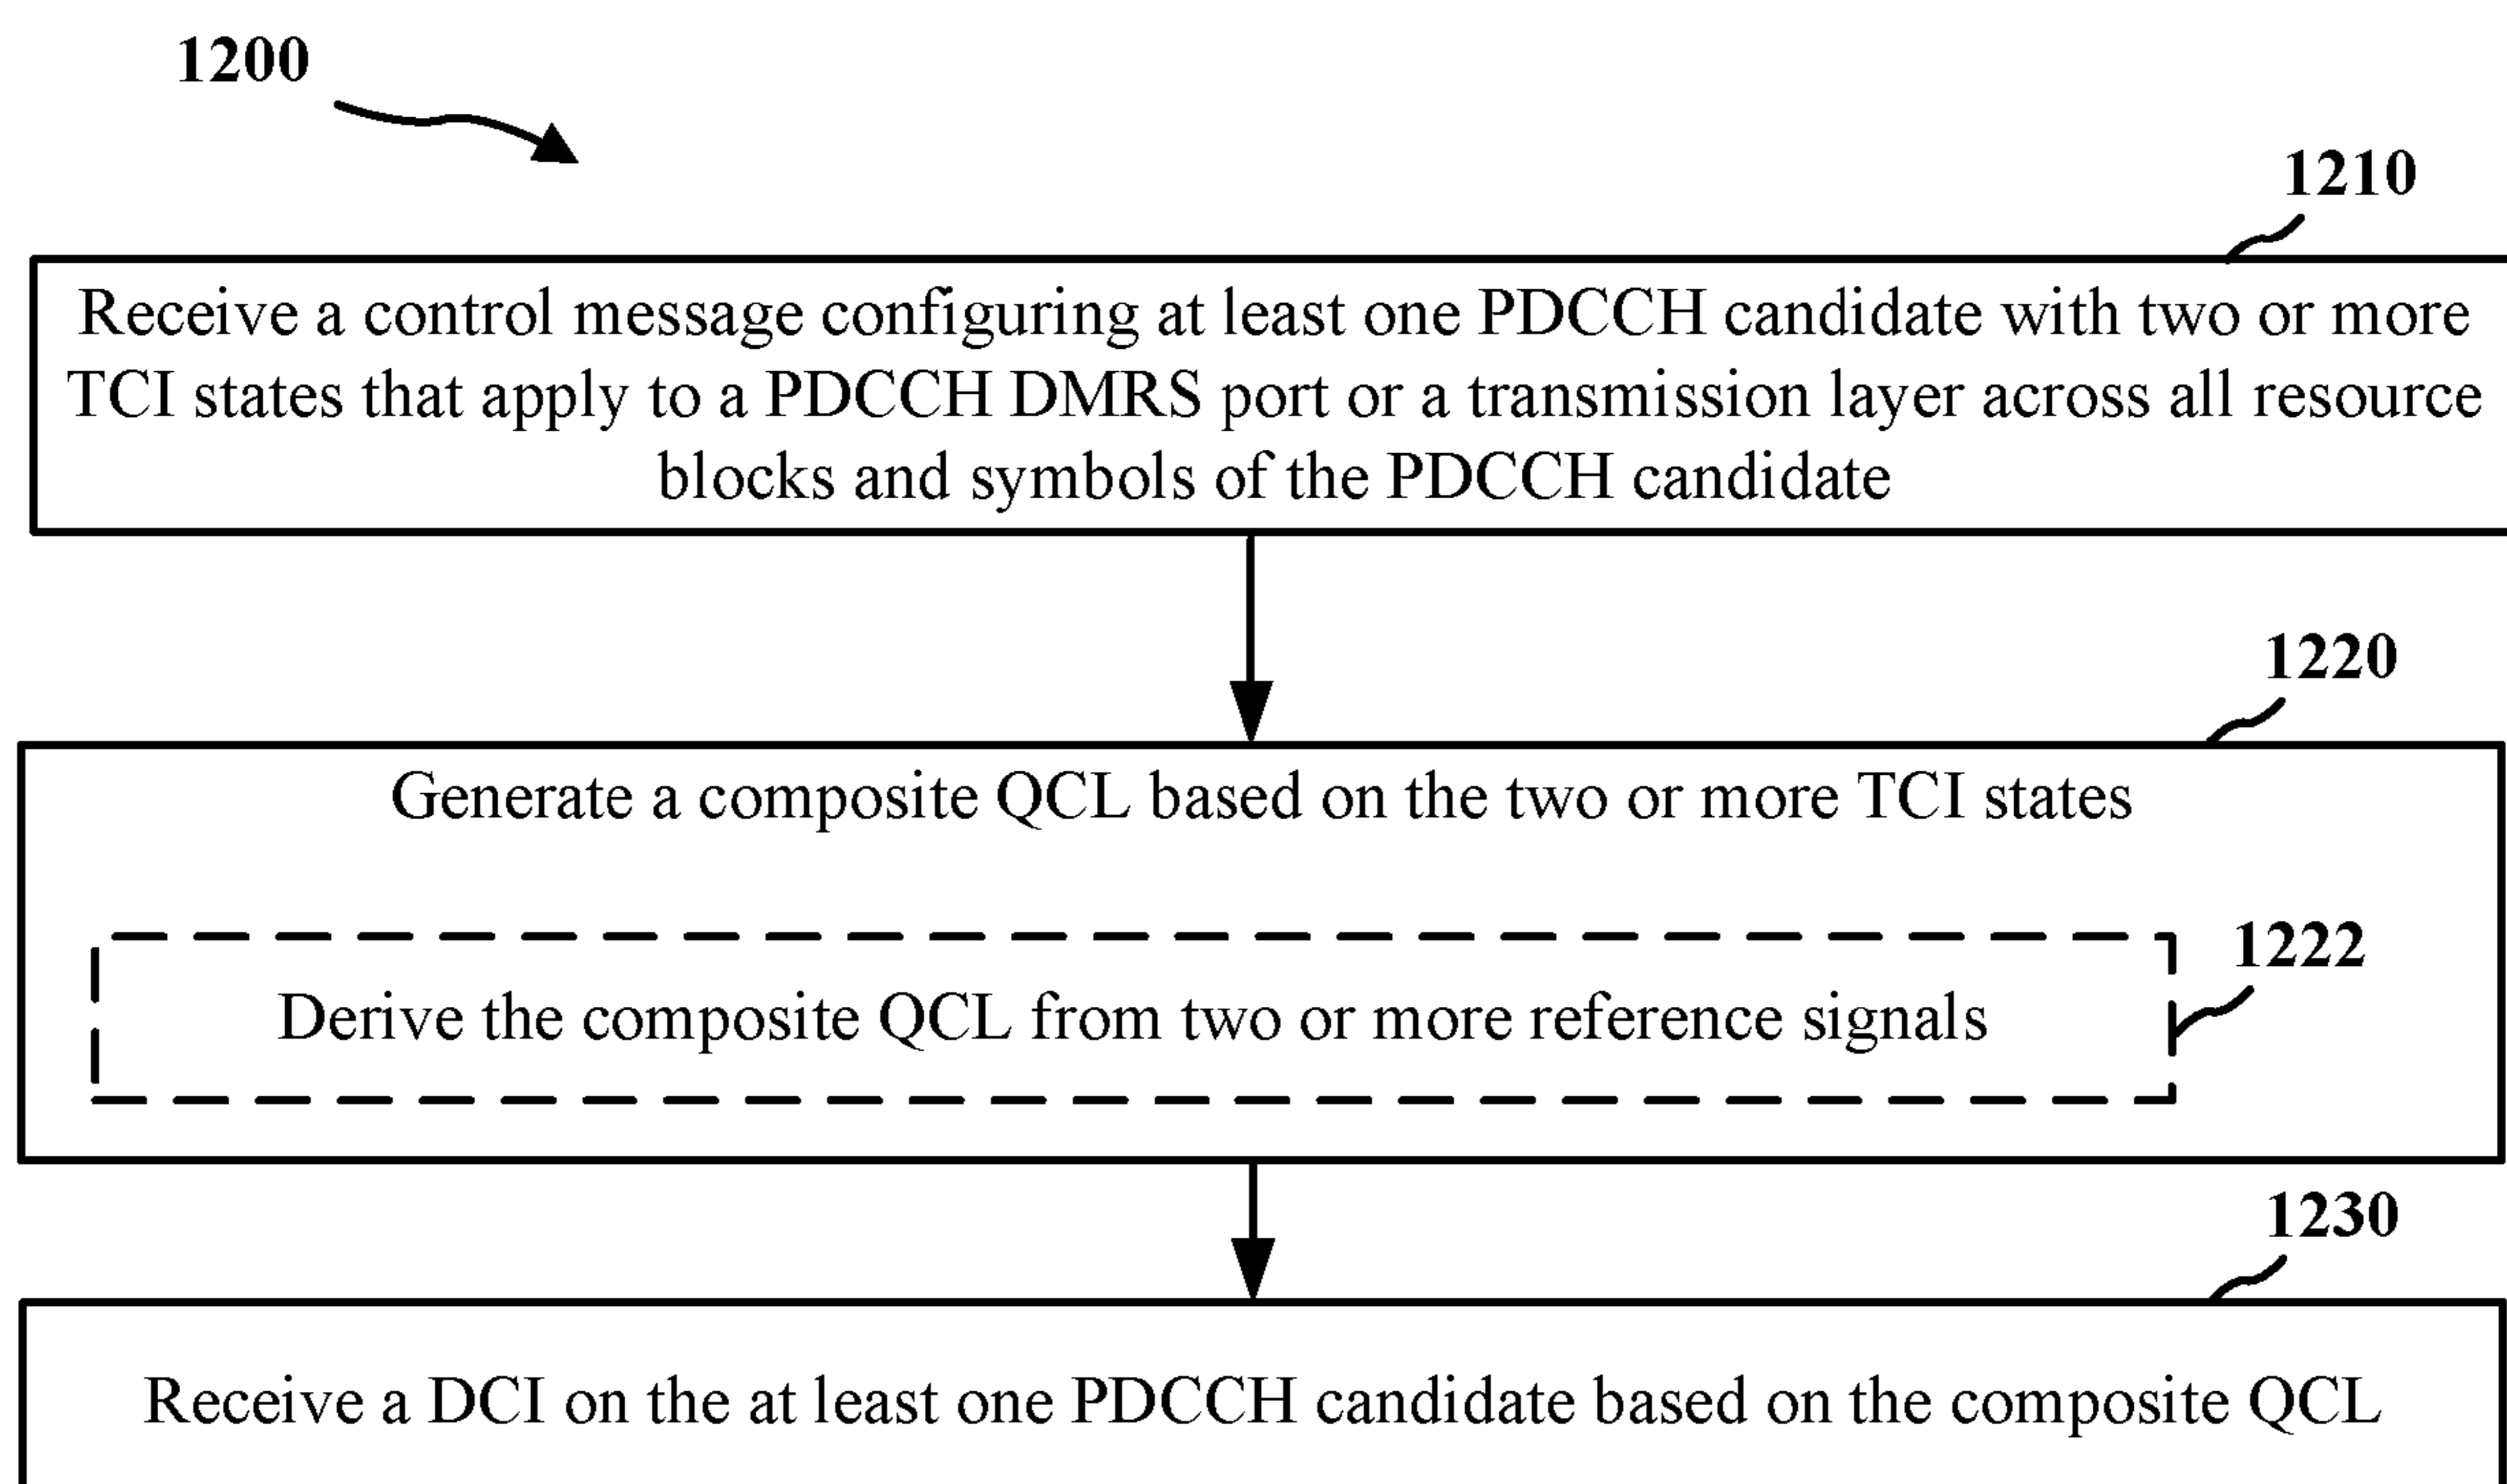 1200
1210
Receive a control message configuring at least one PDCCH candidate with two or more
TCI states that apply to a PDCCH DMRS port or a transmission layer across all resource
blocks and symbols of the PDCCH candidate
1220
Generate a composite QCL based on the two or more TCI states
1222
Derive the composite QCL from two or more reference signals
1230
Receive a DCI on the at least one PDCCH candidate based on the composite QCL